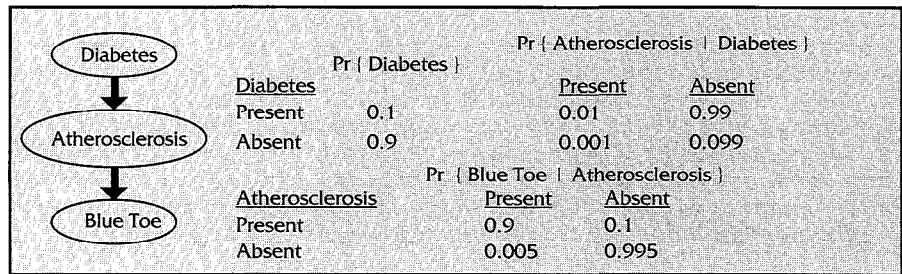 Diabetes
Atherosclerosis
Blue Toe
Pr { Diabetes }
Pr { Atherosclerosis | Diabetes }
Diabetes Present Absent
Present 0.1 0.01 0.99
Absent 0.9 0.001 0.099
Pr { Blue Toe | Atherosclerosis }
Atherosclerosis Present Absent
Present 0.9 0.1
Absent 0.005 0.995